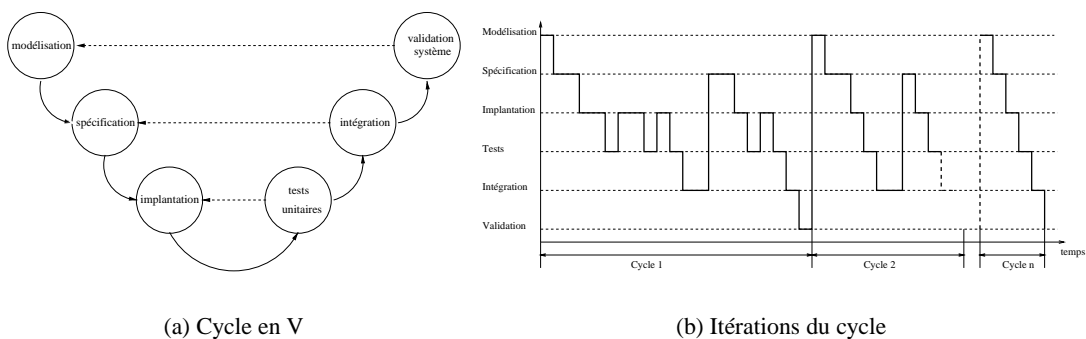 modélisation
validation
système
spécification
intégration
implantation
tests
unitaires
(a) Cycle en V
Modélisation
Spécification
Implantation
Tests
Intégration
Validation
temps
Cycle 1
Cycle 2
Cycle n
(b) Itérations du cycle